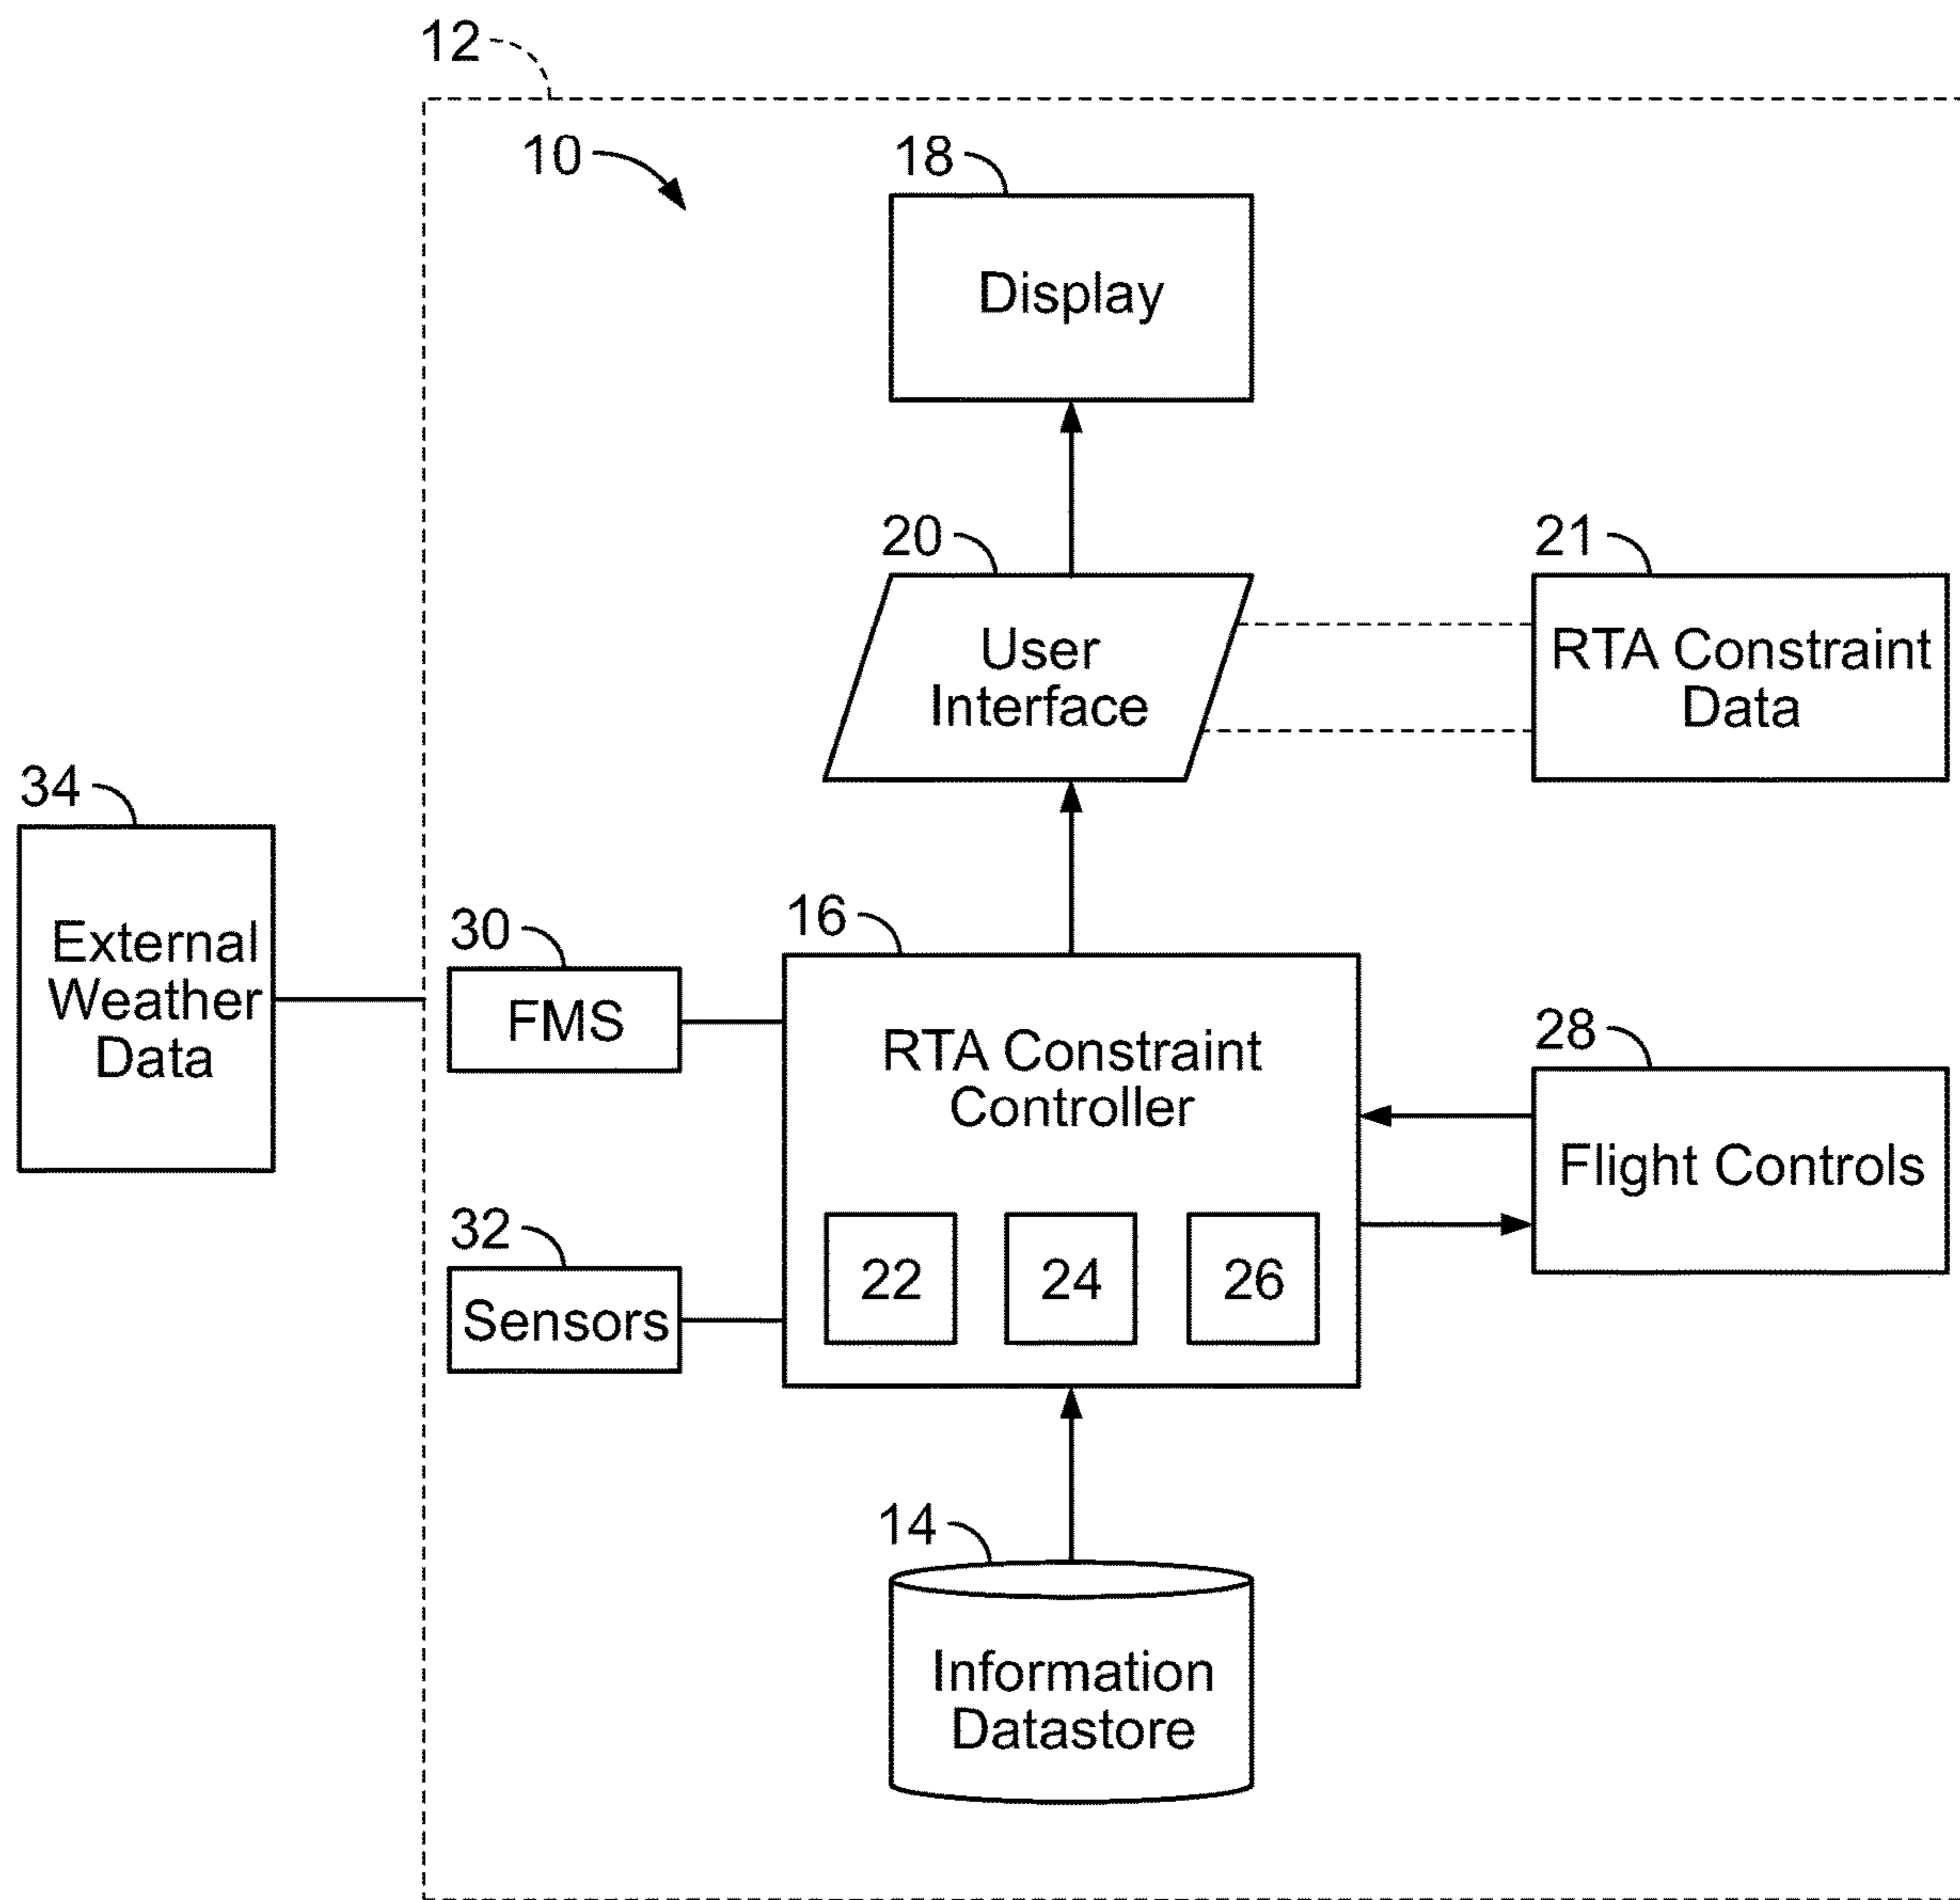 12
10
18
Display
20
User
Interface
21
RTA Constraint
Data
34
External
Weather
Data
30
FMS
16
RTA Constraint
Controller
22
24
26
28
Flight Controls
32
Sensors
14
Information
Datastore